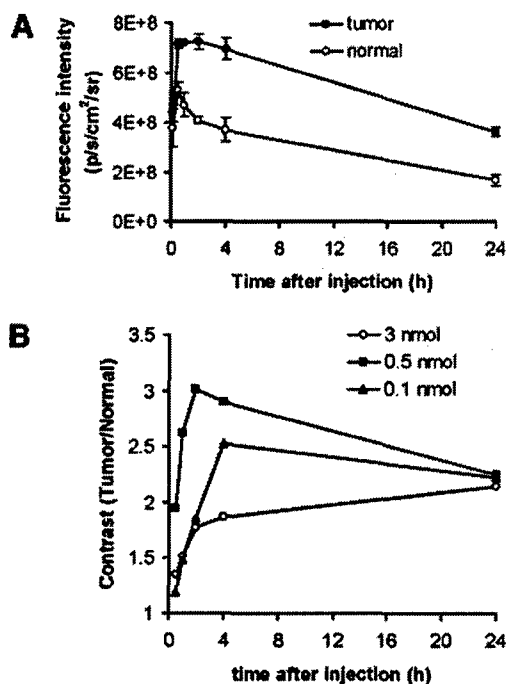 A
8E+8
6E+8
4E+8
2E+8
0E+0
Fluorescence intensity
(p/s/cm²/sr)
tumor
normal
0 4 8 12 16 20 24
Time after injection (h)
B
3.5
3
2.5
2
1.5
1
Contrast (Tumor/Normal)
3 nmol
0.5 nmol
0.1 nmol
0 4 8 12 16 20 24
time after injection (h)